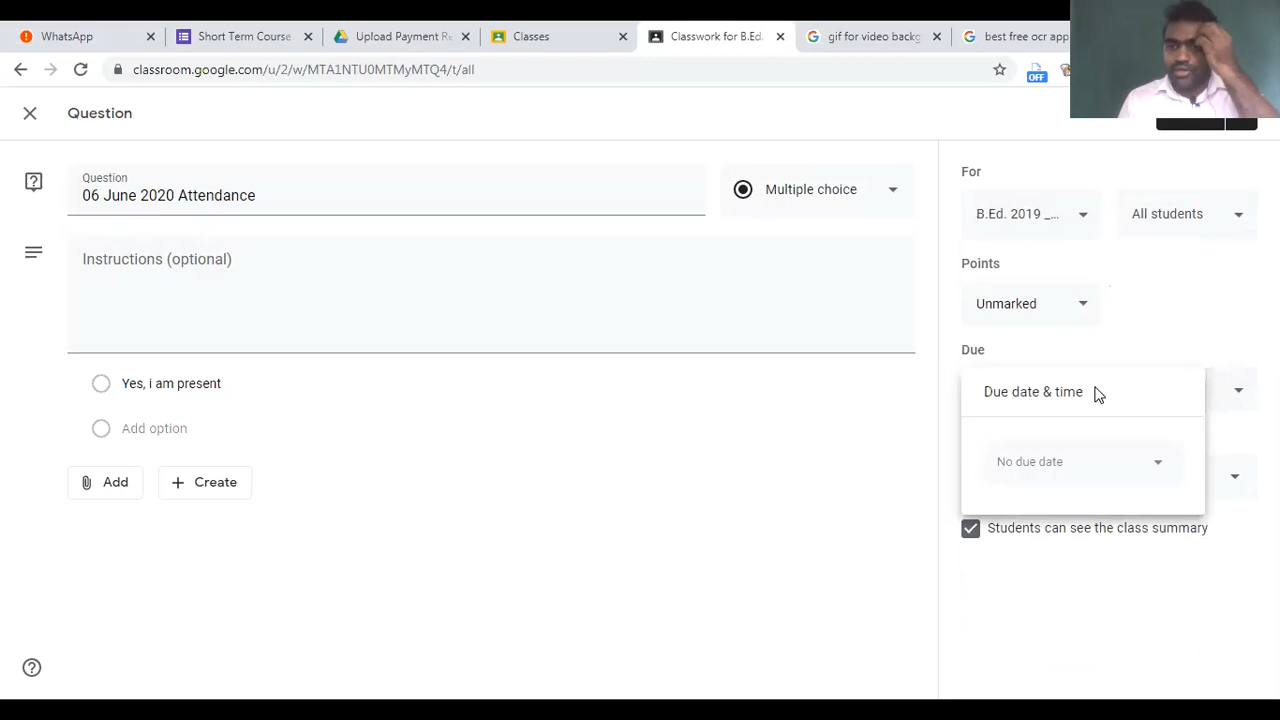 WhatsApp
Short Term Course
Upload Payment Re
Classes
Classwork for B.Ed.
gif for video backg
best free ocr app
classroom.google.com/u/2/w/MTA1NTU0MTMyMTQ4/t/all
OFF
Question
Question
06 June 2020 Attendance
Multiple choice
Instructions (optional)
Yes, i am present
Add option
Add
Create
For
B.Ed. 2019 _...
All students
Points
Unmarked
Due
Due date & time
No due date
Students can see the class summary